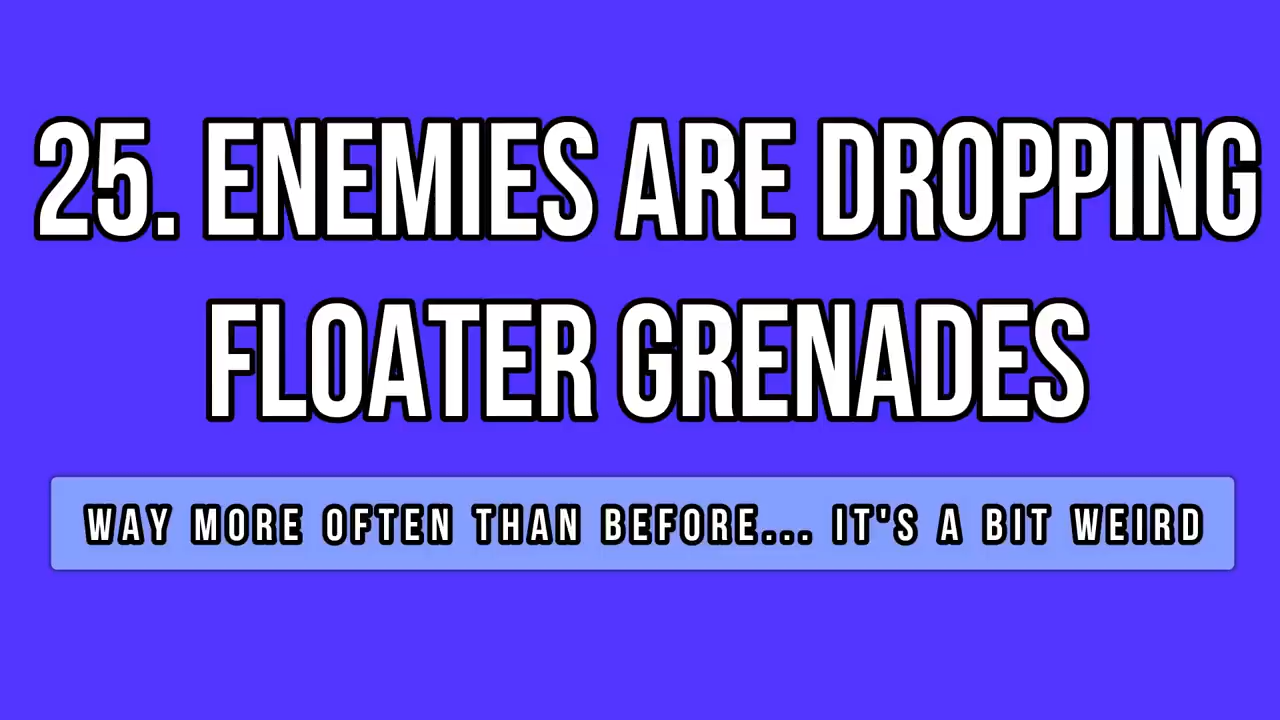 25. ENEMIES ARE DROPPING
FLOATER GRENADES
WAY MORE OFTEN THAN BEFORE... IT'S A BIT WEIRD